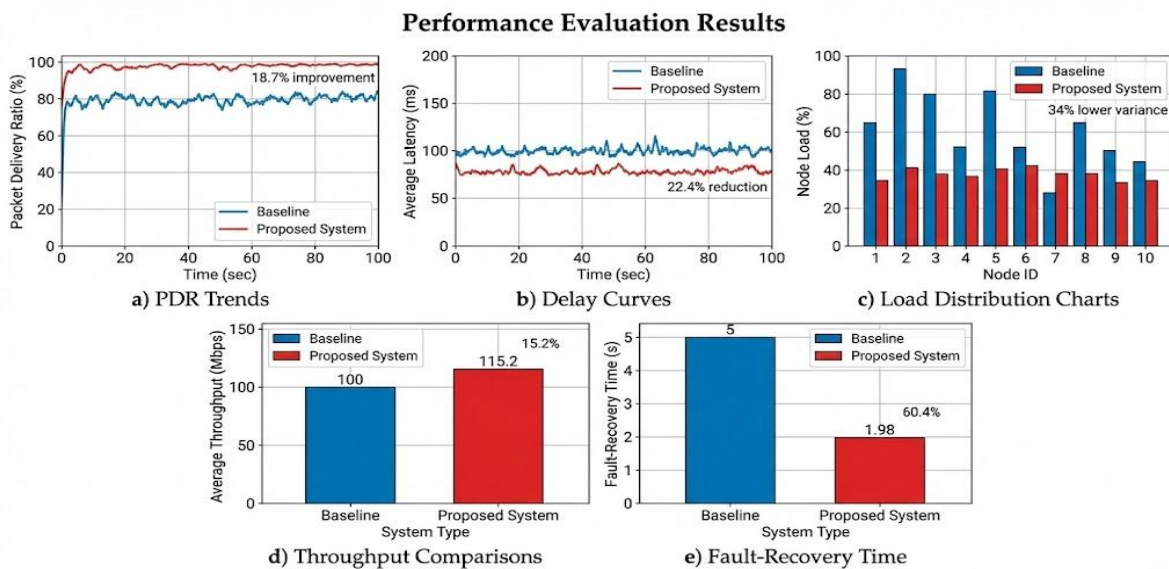 Performance Evaluation Results
Packet Delivery Ratio (%)
100
80
60
40
20
0
18.7% improvement
Baseline
Proposed System
0 20 40 60 80 100
Time (sec)
a) PDR Trends
Average Latency (ms)
200
150
100
50
0
Baseline
Proposed System
22.4% reduction
0 20 40 60 80 100
Time (sec)
b) Delay Curves
Node Load (%)
100
80
60
40
20
0
Baseline
Proposed System
34% lower variance
1 2 3 4 5 6 7 8 9 10
Node ID
c) Load Distribution Charts
Average Throughput (Mbps)
150
100
50
0
Baseline
Proposed System
15.2%
100
115.2
Baseline Proposed System
System Type
d) Throughput Comparisons
Fault-Recovery Time (s)
5
4
3
2
1
0
5
Baseline
Proposed System
60.4%
1.98
Baseline Proposed System
System Type
e) Fault-Recovery Time